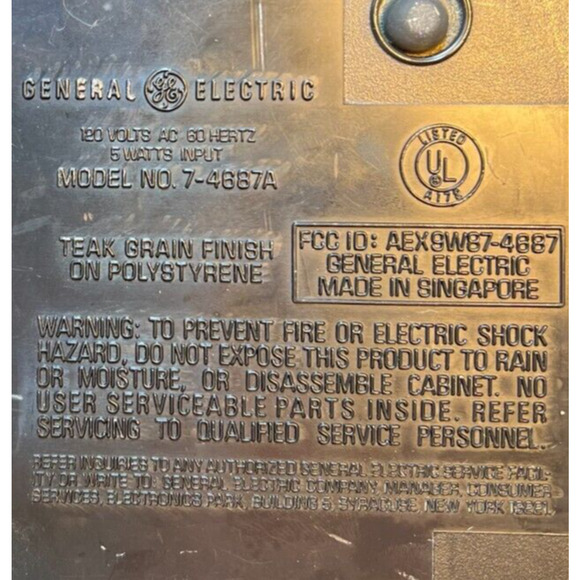 GENERAL GE ELECTRIC
120 VOLTS AC 60 HERTZ
5 WATTS INPUT
MODEL NO. 7-4687A
LISTED
UL
A776
TEAK GRAIN FINISH
ON POLYSTYRENE
FCC ID: AEX9W87-4687
GENERAL ELECTRIC
MADE IN SINGAPORE
WARNING: TO PREVENT FIRE OR ELECTRIC SHOCK
HAZARD, DO NOT EXPOSE THIS PRODUCT TO RAIN
OR MOISTURE, OR DISASSEMBLE CABINET. NO
USER SERVICEABLE PARTS INSIDE. REFER
SERVICING TO QUALIFIED SERVICE PERSONNEL.
REFER INQUIRIES TO ANY AUTHORIZED GENERAL ELECTRIC SERVICE FACIL-
ITY OR WRITE TO: GENERAL ELECTRIC COMPANY, MANAGER, CONSUMER
SERVICES, ELECTRONICS PARK, BUILDING 5 SYRACUSE, NEW YORK